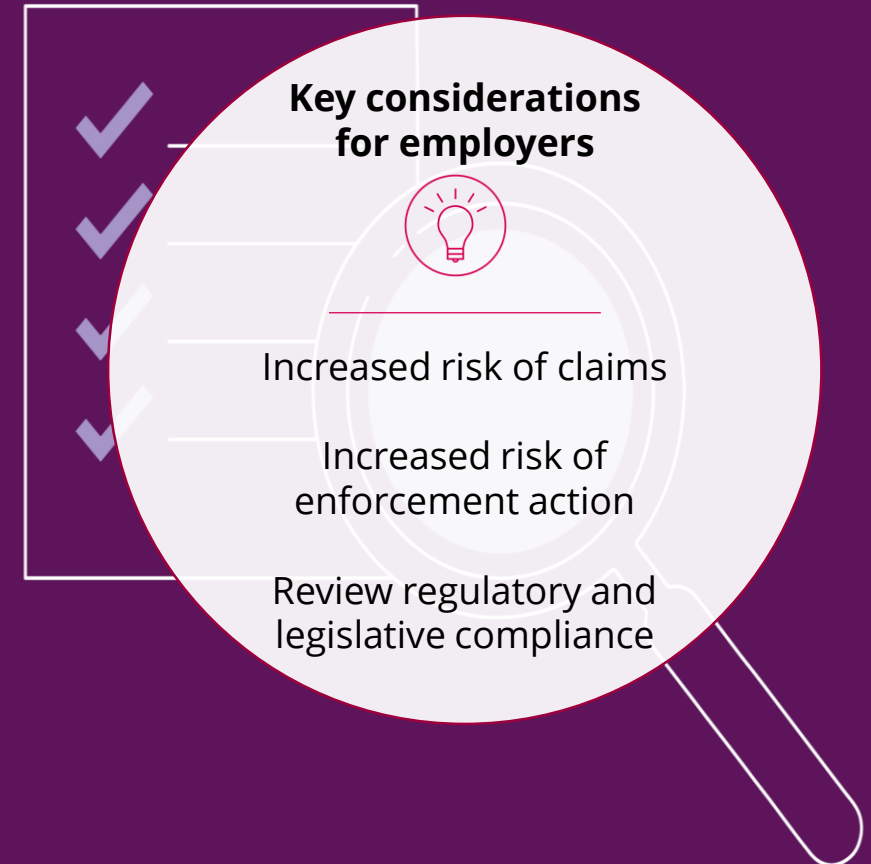 Key considerations
for employers
Increased risk of claims
Increased risk of
enforcement action
Review regulatory and
legislative compliance